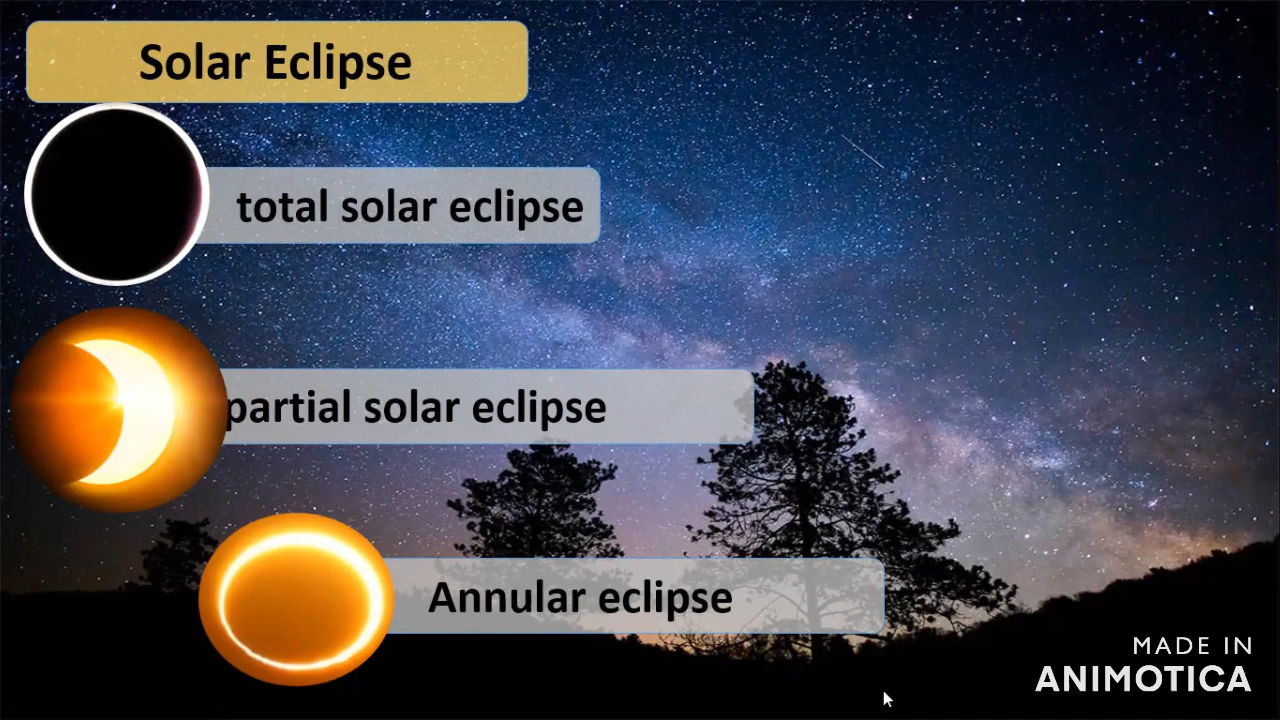 Solar Eclipse
total solar eclipse
partial solar eclipse
Annular eclipse
MADE IN
ANIMOTICA